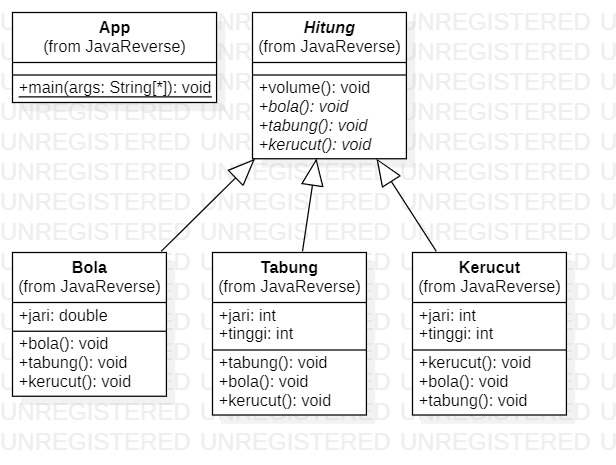 App
(from JavaReverse)
+main(args: String[*]): void
Hitung
(from JavaReverse)
+volume(): void
+bola(): void
+tabung(): void
+kerucut(): void
Bola
(from JavaReverse)
+jari: double
+bola(): void
+tabung(): void
+kerucut(): void
Tabung
(from JavaReverse)
+jari: int
+tinggi: int
+tabung(): void
+bola(): void
+kerucut(): void
Kerucut
(from JavaReverse)
+jari: int
+tinggi: int
+kerucut(): void
+bola(): void
+tabung(): void
UNREGISTERED UNREGISTERED UNREGISTERED